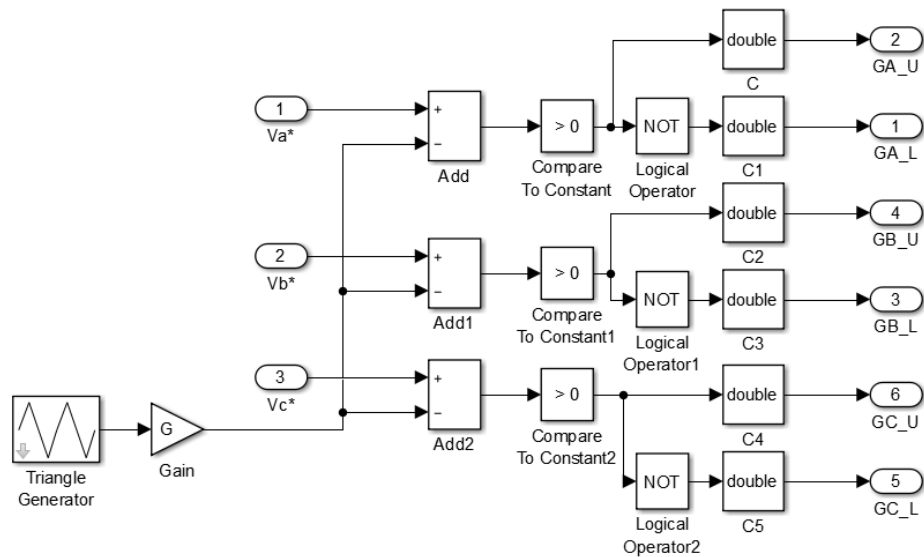 double
2
C
GA_U
1
+
−
> 0
NOT
double
1
Va*
Add
Compare
To Constant
Logical
Operator
C1
GA_L
double
4
C2
GB_U
2
+
−
> 0
NOT
double
3
Vb*
Add1
Compare
To Constant1
Logical
Operator1
C3
GB_L
3
+
−
> 0
double
6
Vc*
Add2
Compare
To Constant2
C4
GC_U
G
Triangle
Generator
Gain
NOT
double
5
Logical
Operator2
C5
GC_L